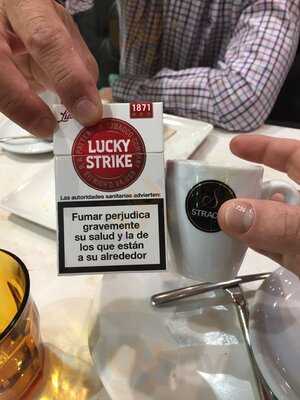 Lucky
1871
LUCKY
STRIKE
Las autoridades sanitarias advierten:
Fumar perjudica
gravemente
su salud y la de
los que están
a su alrededor
S
STRAC